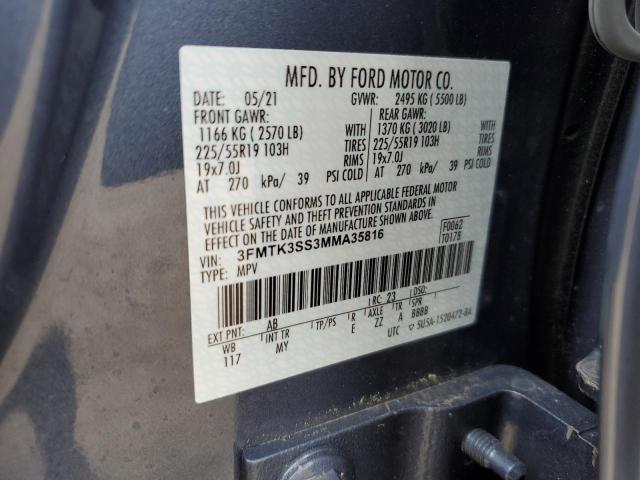 MFD. BY FORD MOTOR CO.
DATE: 05/21 GVWR: 2495 KG ( 5500 LB)
FRONT GAWR: REAR GAWR:
1166 KG ( 2570 LB) WITH 1370 KG ( 3020 LB) WITH
225/55R19 103H TIRES 225/55R19 103H TIRES
19x7.0J RIMS 19x7.0J RIMS
AT 270 kPa/ 39 PSI COLD AT 270 kPa/ 39 PSI COLD
THIS VEHICLE CONFORMS TO ALL APPLICABLE FEDERAL MOTOR
VEHICLE SAFETY AND THEFT PREVENTION STANDARDS IN
EFFECT ON THE DATE OF MANUFACTURE SHOWN ABOVE.
VIN: 3FMTK3SS3MMA35816 F0062
TYPE: MPV T0178
EXT PNT: AB RC: 23 DSO:
WB INT TR TP/PS R AXLE TR SPR
117 MY E ZZ A BBBB
UTC ▽ 5U5A-1520472-BA